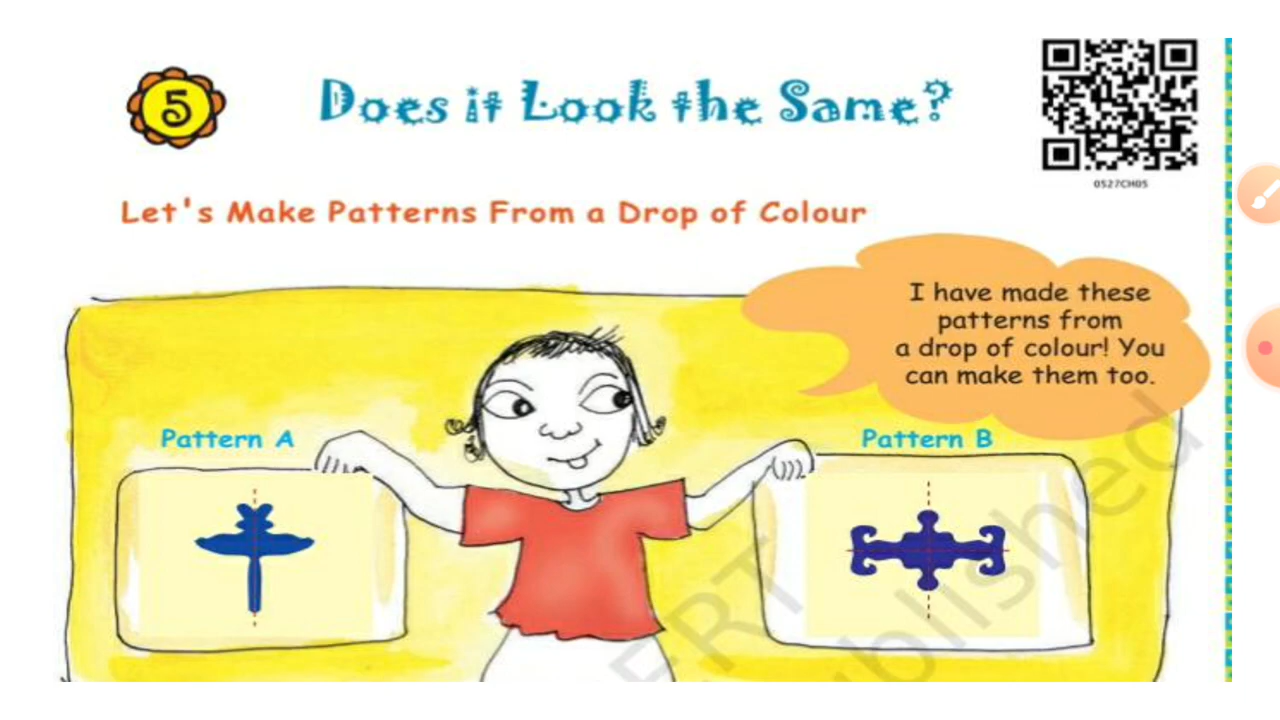 5
Does it Look the Same?
0527CH05
Let's Make Patterns From a Drop of Colour
I have made these
patterns from
a drop of colour! You
can make them too.
Pattern A
Pattern B